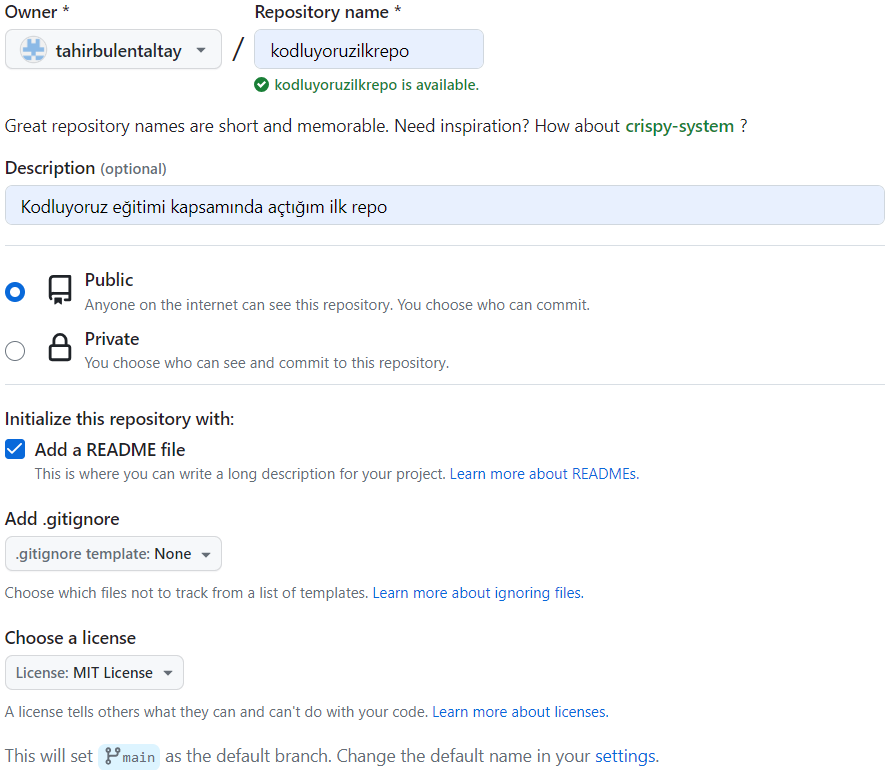 Owner *
Repository name *
tahirbulentaltay
/
kodluyoruzilkrepo
kodluyoruzilkrepo is available.
Great repository names are short and memorable. Need inspiration? How about crispy-system ?
Description (optional)
Kodluyoruz eğitimi kapsamında açtığım ilk repo
Public
Anyone on the internet can see this repository. You choose who can commit.
Private
You choose who can see and commit to this repository.
Initialize this repository with:
Add a README file
This is where you can write a long description for your project. Learn more about READMEs.
Add .gitignore
.gitignore template: None
Choose which files not to track from a list of templates. Learn more about ignoring files.
Choose a license
License: MIT License
A license tells others what they can and can't do with your code. Learn more about licenses.
This will set main as the default branch. Change the default name in your settings.